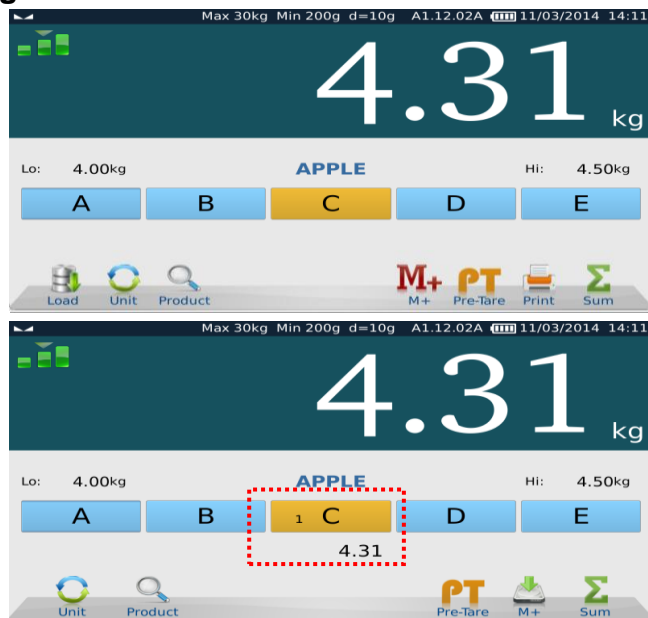 Max 30kg Min 200g d=10g A1.12.02A 11/03/2014 14:11
4.31 kg
Lo: 4.00kg APPLE Hi: 4.50kg
A B C D E
Load Unit Product M+ PT Σ
M+ Pre-Tare Print Sum
Max 30kg Min 200g d=10g A1.12.02A 11/03/2014 14:11
4.31 kg
Lo: 4.00kg APPLE Hi: 4.50kg
A B 1 C D E
4.31
PT Σ
Unit Product Pre-Tare M+ Sum